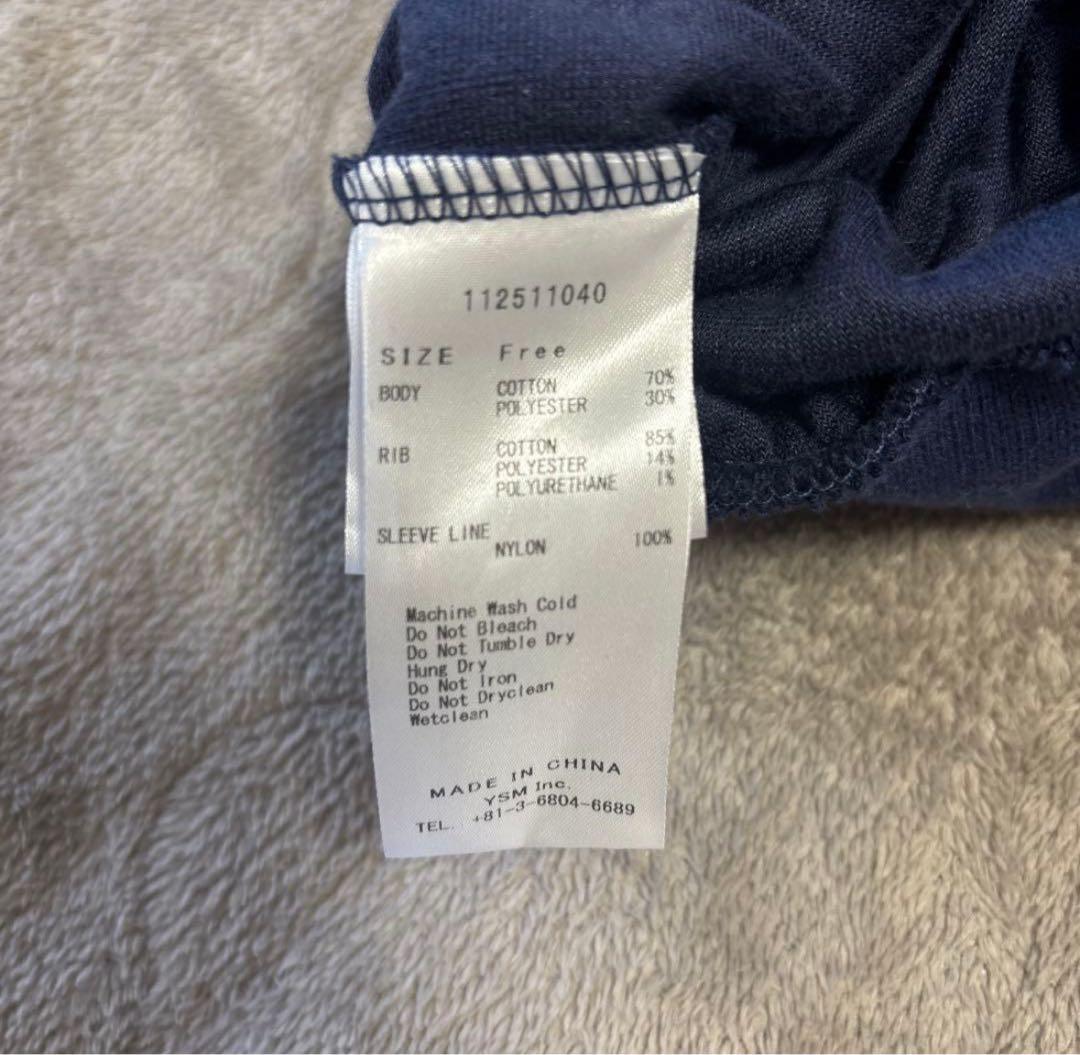 112511040
SIZE Free
BODY COTTON 70%
POLYESTER 30%
RIB COTTON 85%
POLYESTER 14%
POLYURETHANE 1%
SLEEVE LINE
NYLON 100%
Machine Wash Cold
Do Not Bleach
Do Not Tumble Dry
Hung Dry
Do Not Iron
Do Not Dryclean
Wetclean
MADE IN CHINA
YSM Inc.
TEL. +81-3-6804-6689